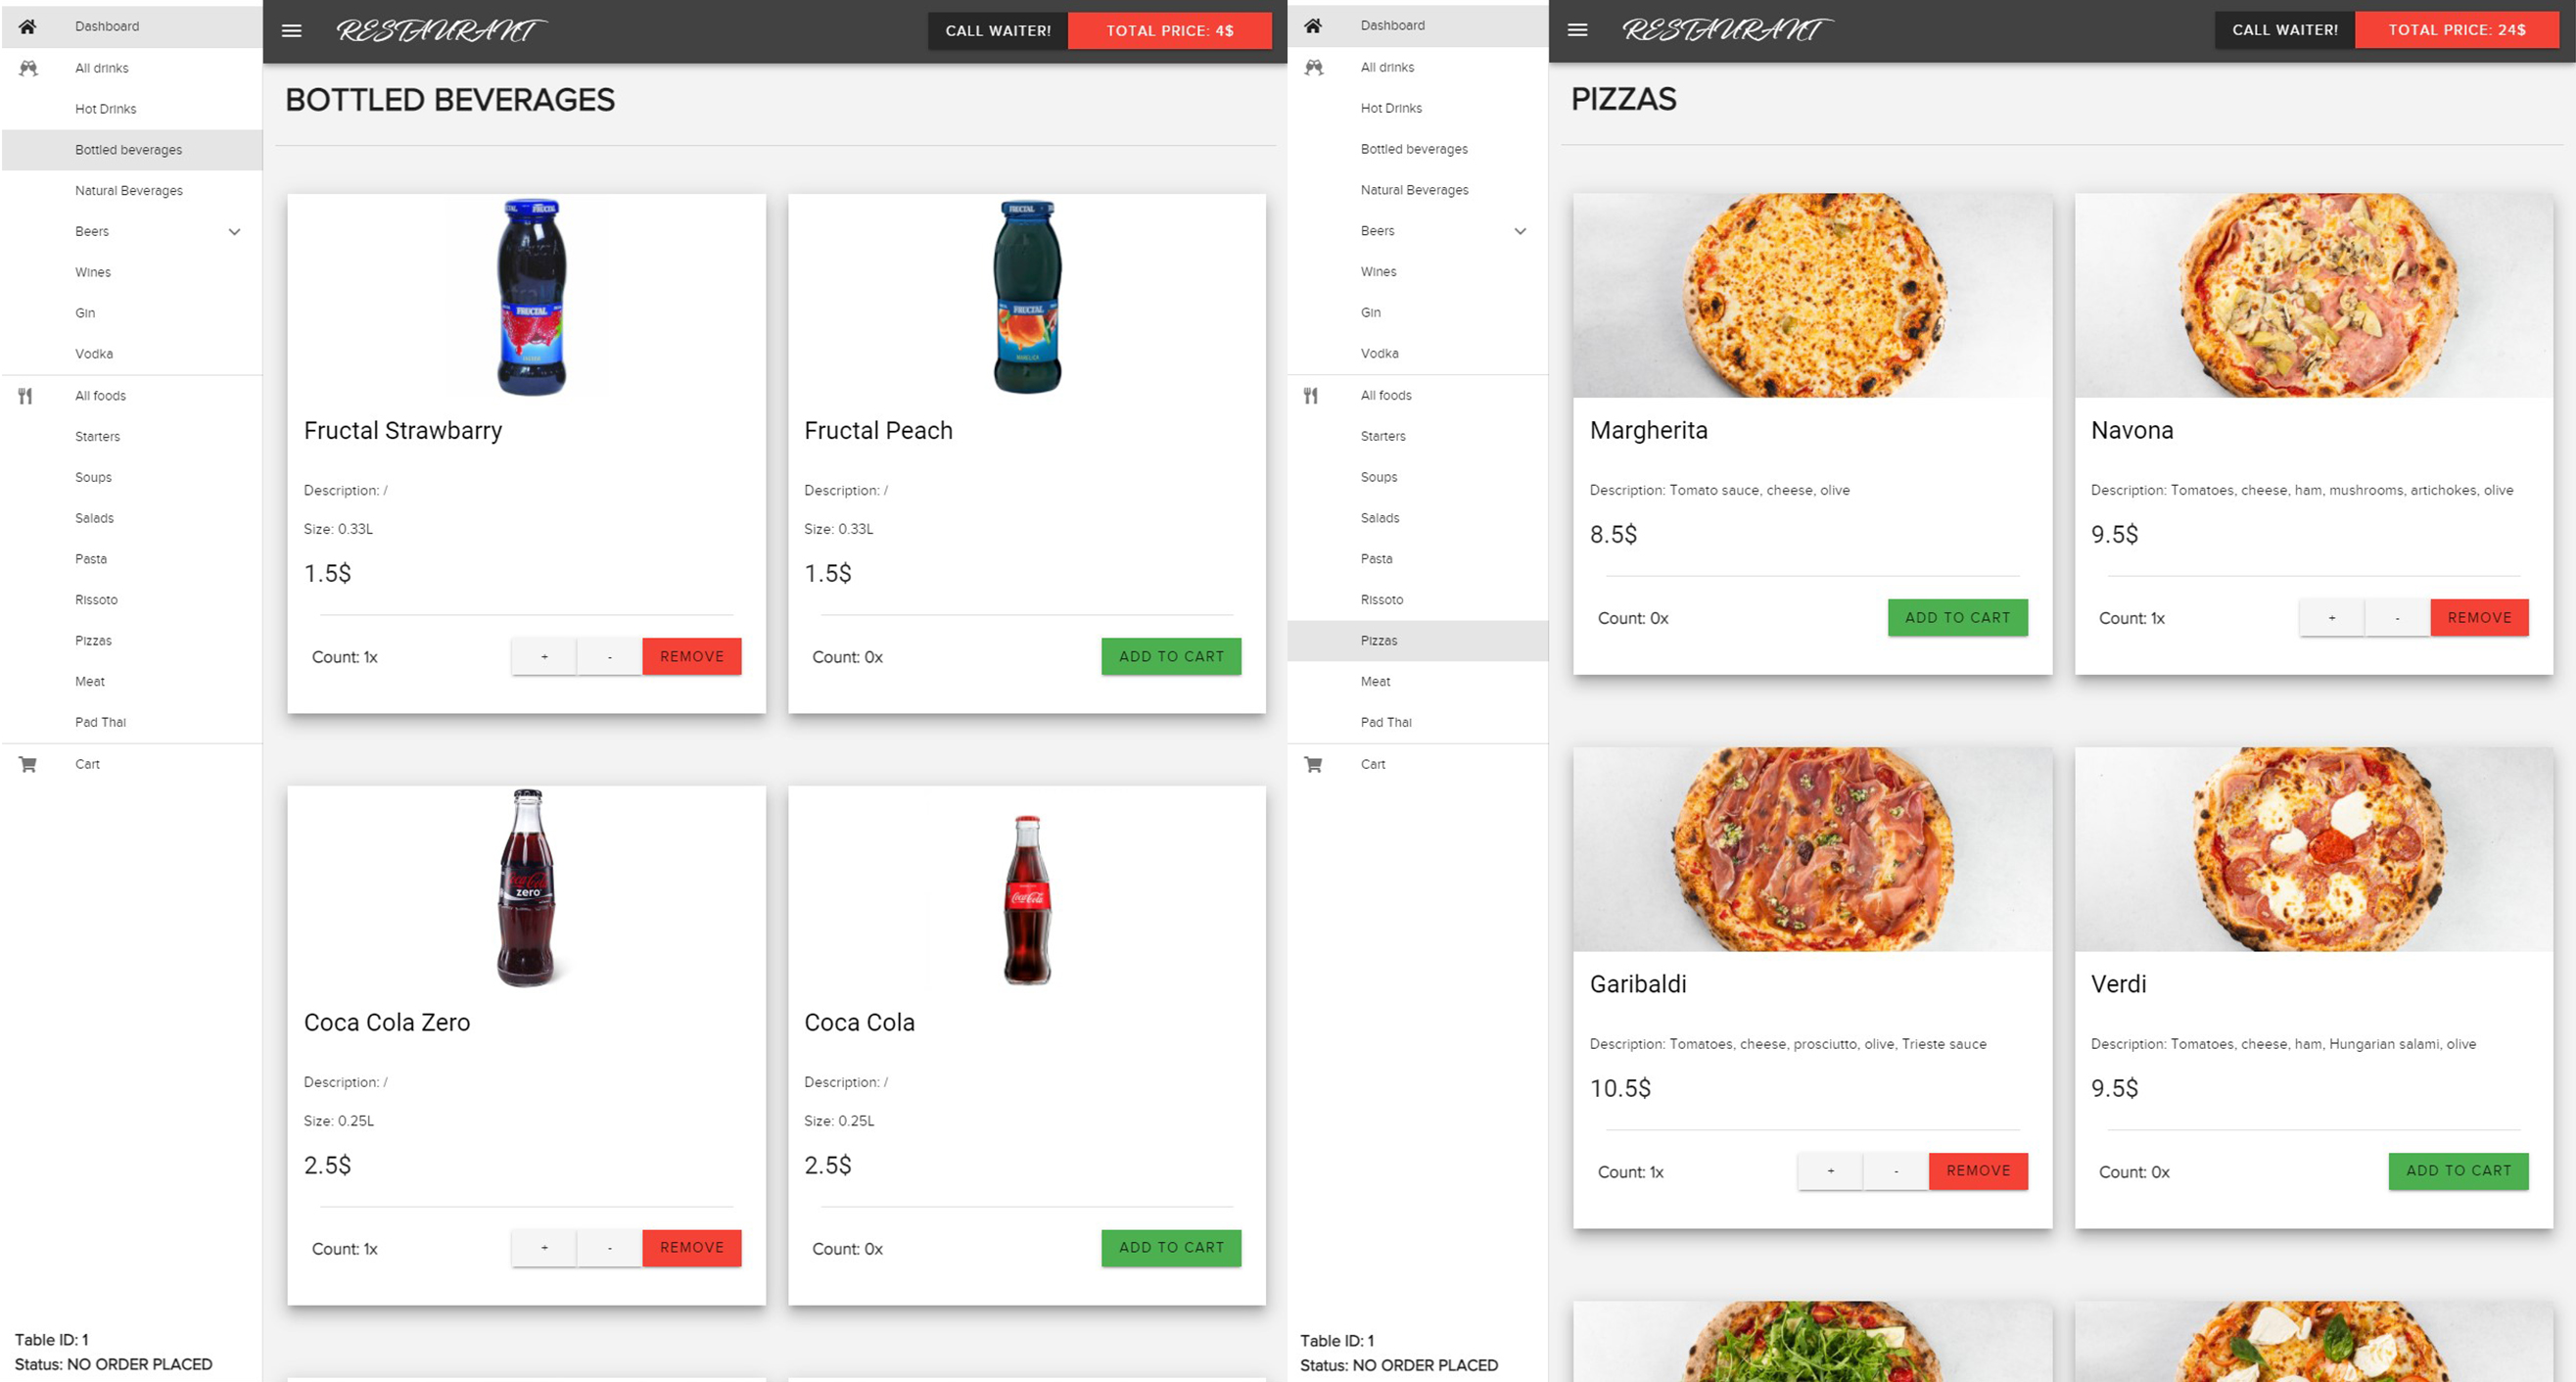 Dashboard
All drinks
Hot Drinks
Bottled beverages
Natural Beverages
Beers
Wines
Gin
Vodka
All foods
Starters
Soups
Salads
Pasta
Rissoto
Pizzas
Meat
Pad Thai
Cart
Table ID: 1
Status: NO ORDER PLACED
RESTAURANT
CALL WAITER!
TOTAL PRICE: 4$
BOTTLED BEVERAGES
FRUCTAL
FRUCTAL
Fructal Strawbarry
Description: /
Size: 0.33L
1.5$
Count: 1x
+
-
REMOVE
FRUCTAL
FRUCTAL
Fructal Peach
Description: /
Size: 0.33L
1.5$
Count: 0x
ADD TO CART
Coca-Cola
zero
Coca Cola Zero
Description: /
Size: 0.25L
2.5$
Count: 1x
+
-
REMOVE
Coca-Cola
Coca Cola
Description: /
Size: 0.25L
2.5$
Count: 0x
ADD TO CART
Dashboard
All drinks
Hot Drinks
Bottled beverages
Natural Beverages
Beers
Wines
Gin
Vodka
All foods
Starters
Soups
Salads
Pasta
Rissoto
Pizzas
Meat
Pad Thai
Cart
Table ID: 1
Status: NO ORDER PLACED
RESTAURANT
CALL WAITER!
TOTAL PRICE: 24$
PIZZAS
Margherita
Description: Tomato sauce, cheese, olive
8.5$
Count: 0x
ADD TO CART
Navona
Description: Tomatoes, cheese, ham, mushrooms, artichokes, olive
9.5$
Count: 1x
+
-
REMOVE
Garibaldi
Description: Tomatoes, cheese, prosciutto, olive, Trieste sauce
10.5$
Count: 1x
+
-
REMOVE
Verdi
Description: Tomatoes, cheese, ham, Hungarian salami, olive
9.5$
Count: 0x
ADD TO CART